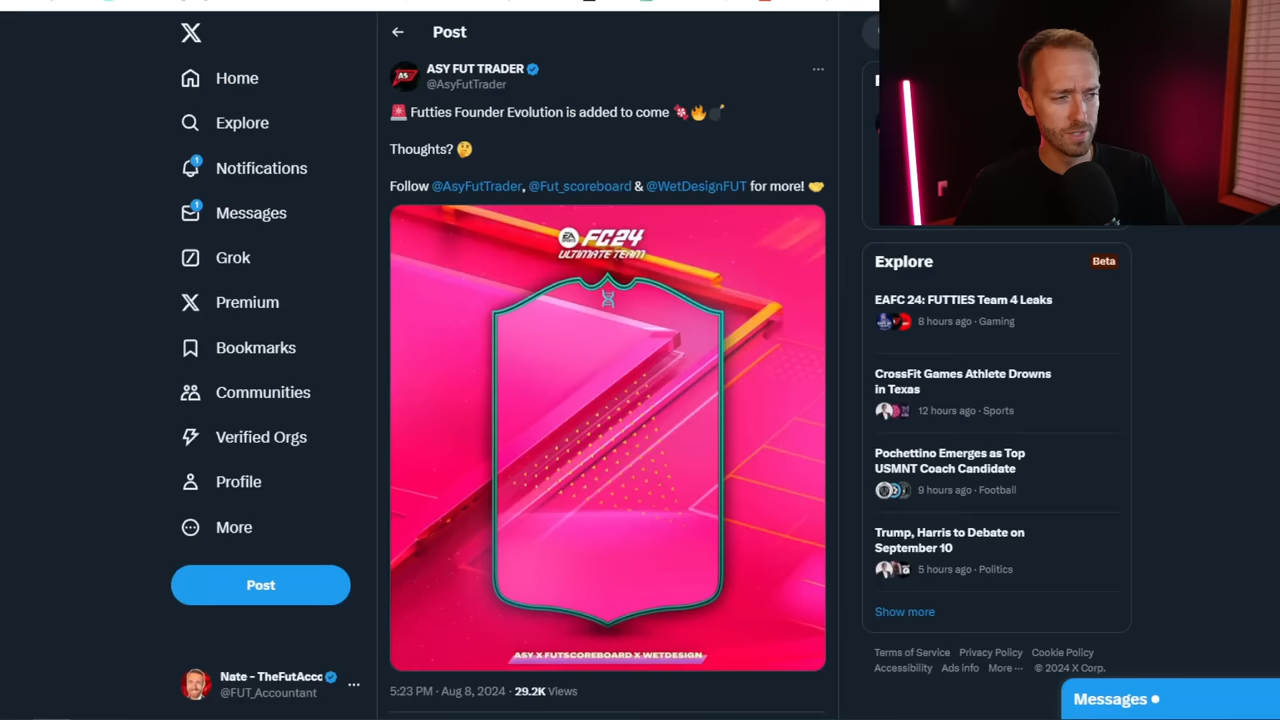 Home
Explore
Notifications
1
Messages
1
Grok
Premium
Bookmarks
Communities
Verified Orgs
Profile
More
Post
Nate - TheFutAcco
@FUT_Accountant
Post
ASY FUT TRADER
@AsyFutTrader
Futties Founder Evolution is added to come
Thoughts?
Follow @AsyFutTrader, @Fut_scoreboard & @WetDesignFUT for more!
EA SPORTS FC24
ULTIMATE TEAM
ASY X FUTSCOREBOARD X WETDESIGN
5:23 PM · Aug 8, 2024 · 29.2K Views
Explore
Beta
EAFC 24: FUTTIES Team 4 Leaks
8 hours ago · Gaming
CrossFit Games Athlete Drowns
in Texas
12 hours ago · Sports
Pochettino Emerges as Top
USMNT Coach Candidate
9 hours ago · Football
Trump, Harris to Debate on
September 10
5 hours ago · Politics
Show more
Terms of Service Privacy Policy Cookie Policy
Accessibility Ads info More ··· © 2024 X Corp.
Messages